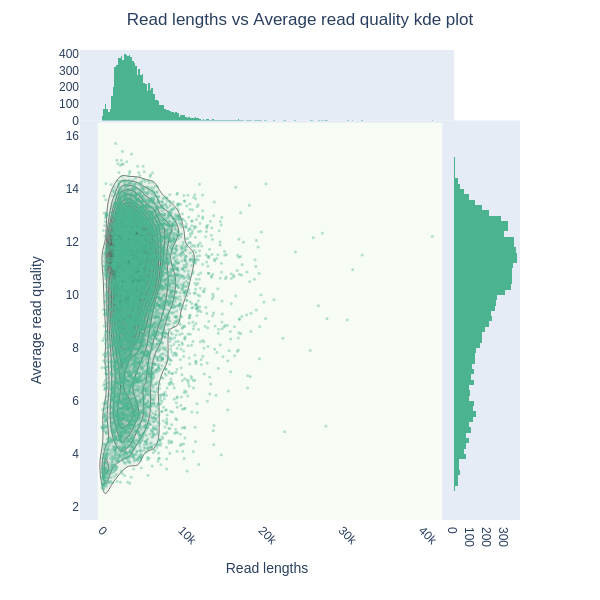 Read lengths vs Average read quality kde plot
400
300
200
100
0
16
14
12
10
8
6
4
2
Average read quality
0
10k
20k
30k
40k
0
100
200
300
Read lengths